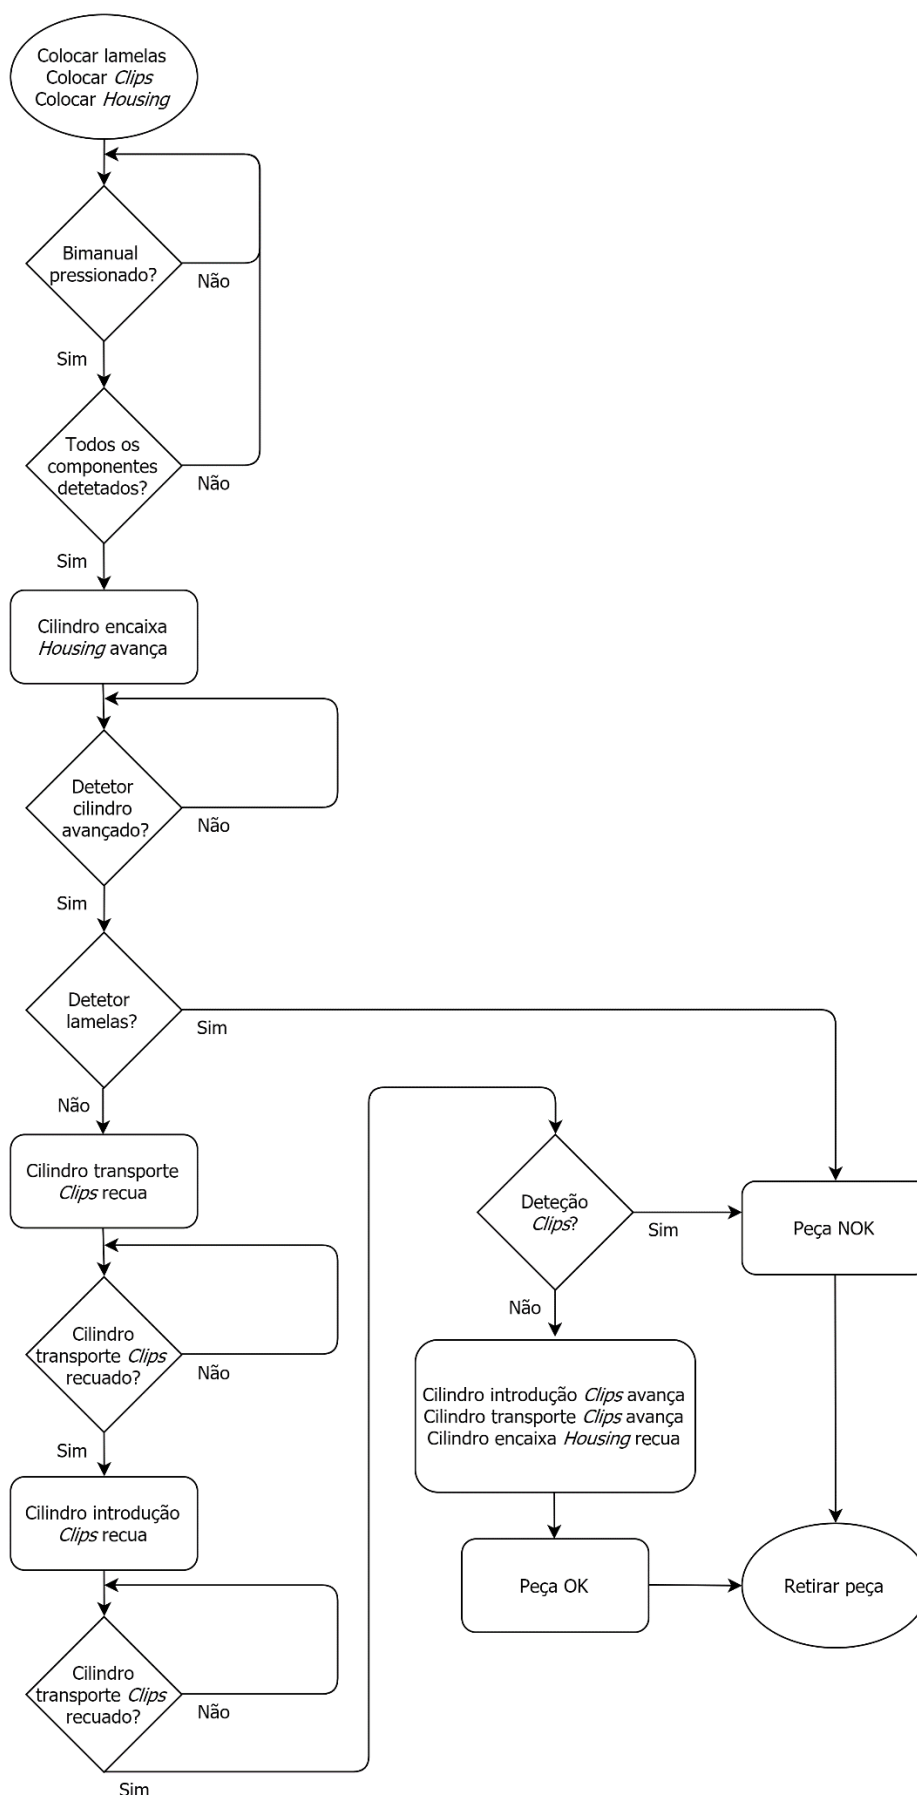 Colocar lamelas
Colocar Clips
Colocar Housing
Bimanual
pressionado?
Não
Sim
Todos os
componentes
detetados?
Não
Sim
Cilindro encaixa
Housing avança
Detetor
cilindro
avançado?
Não
Sim
Detetor
lamelas?
Sim
Não
Cilindro transporte
Clips recua
Cilindro
transporte Clips
recuado?
Não
Sim
Cilindro introdução
Clips recua
Cilindro
transporte Clips
recuado?
Não
Sim
Deteção
Clips?
Sim
Não
Peça NOK
Cilindro introdução Clips avança
Cilindro transporte Clips avança
Cilindro encaixa Housing recua
Peça OK
Retirar peça